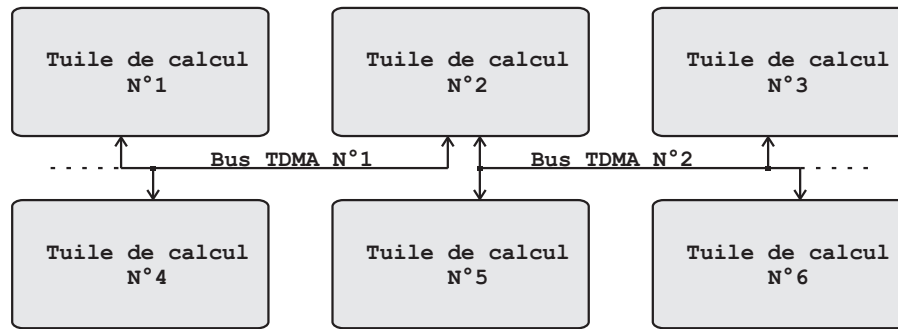 Tuile de calcul
N°1
Tuile de calcul
N°2
Tuile de calcul
N°3
Bus TDMA N°1
Bus TDMA N°2
Tuile de calcul
N°4
Tuile de calcul
N°5
Tuile de calcul
N°6